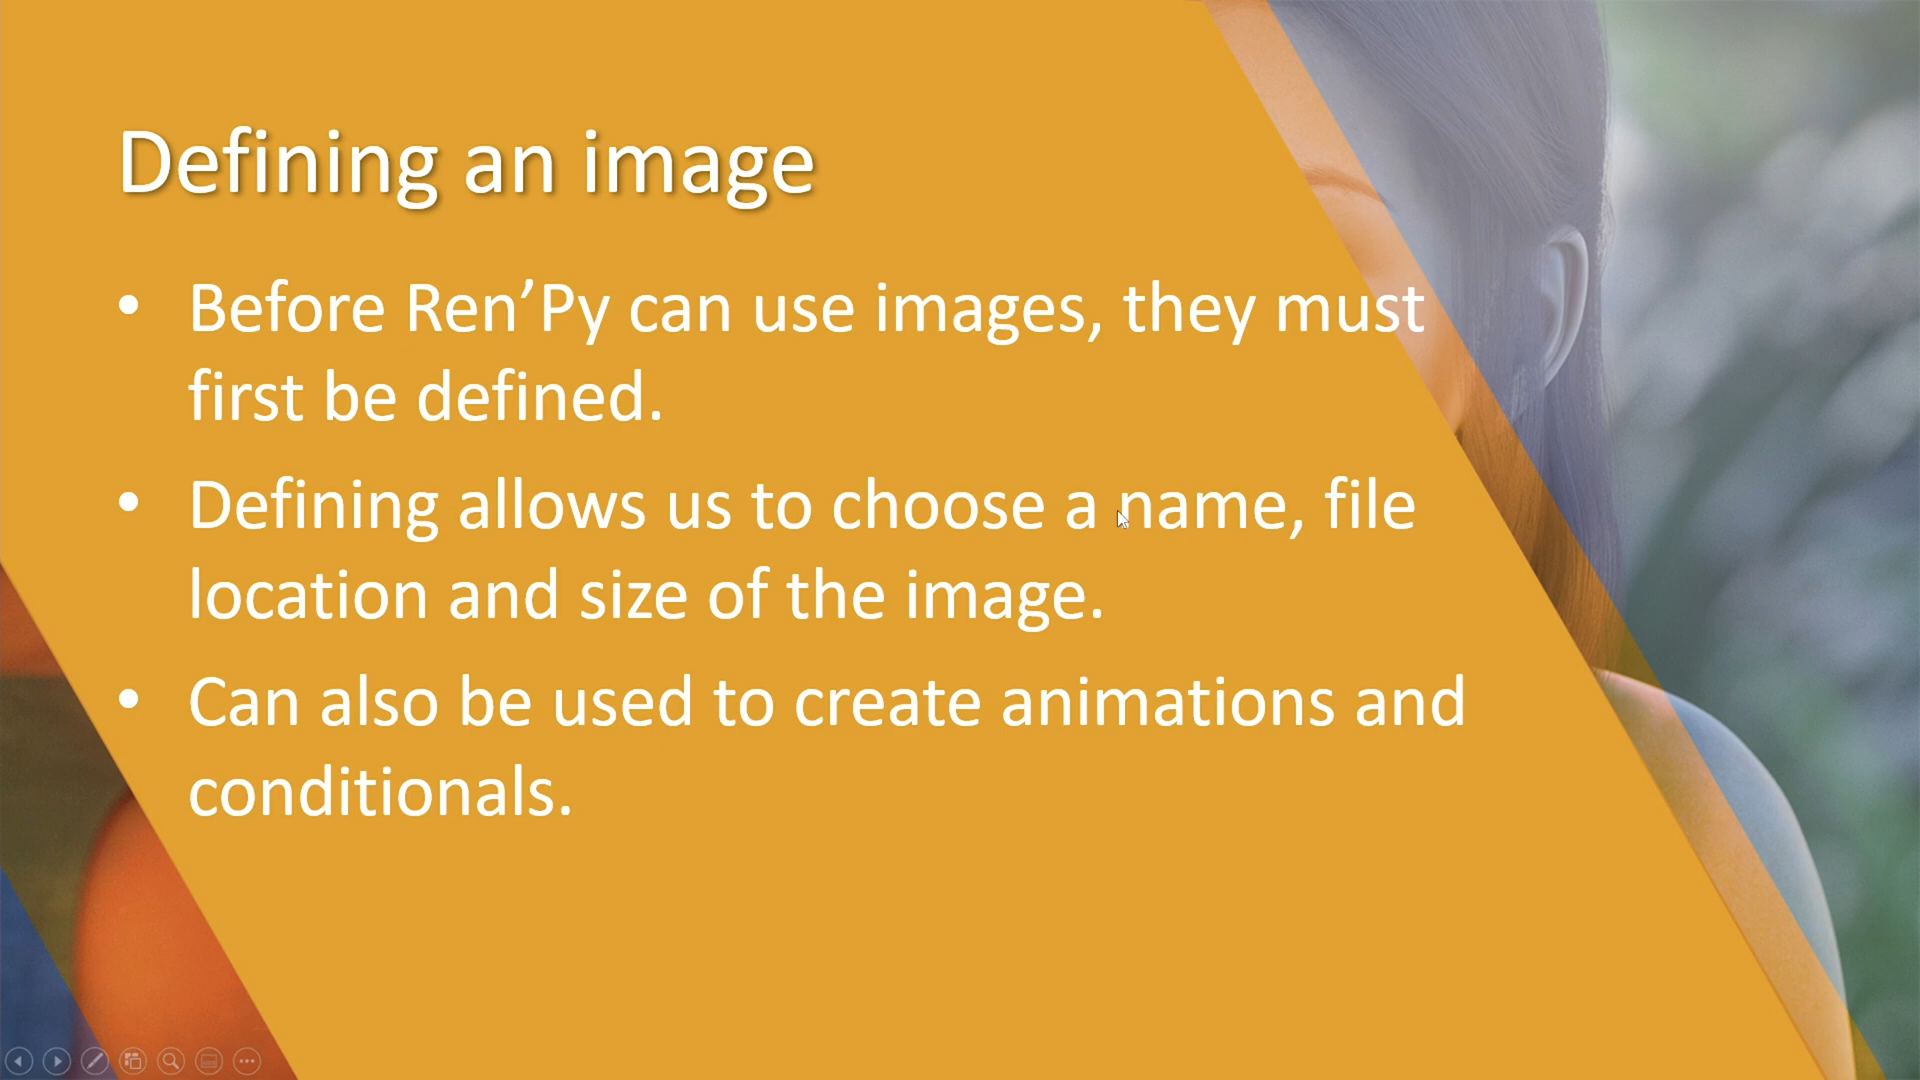 Defining an image
• Before Ren’Py can use images, they must
first be defined.
• Defining allows us to choose a name, file
location and size of the image.
• Can also be used to create animations and
conditionals.